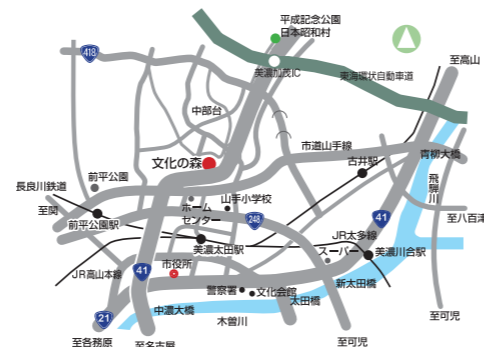 平成記念公園
日本昭和村
418
至高山
美濃加茂IC
東海環状自動車道
中部台
市道山手線
文化の森
古井駅
青柳大橋
前平公園
長良川鉄道
飛騨川
山手小学校
至関
ホーム
センター
248
41
至八百津
前平公園駅
JR太多線
美濃太田駅
スーパー
美濃川合駅
市役所
JR高山本線
41
新太田橋
警察署
文化会館
太田橋
中濃大橋
木曽川
21
至可児
至各務原
至名古屋
至可児